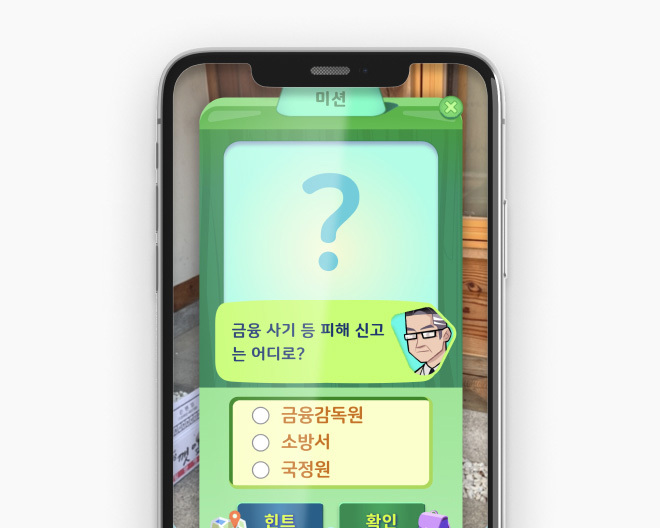 미션
금융 사기 등 피해 신고
는 어디로?
금융감독원
소방서
국정원
힌트
확인